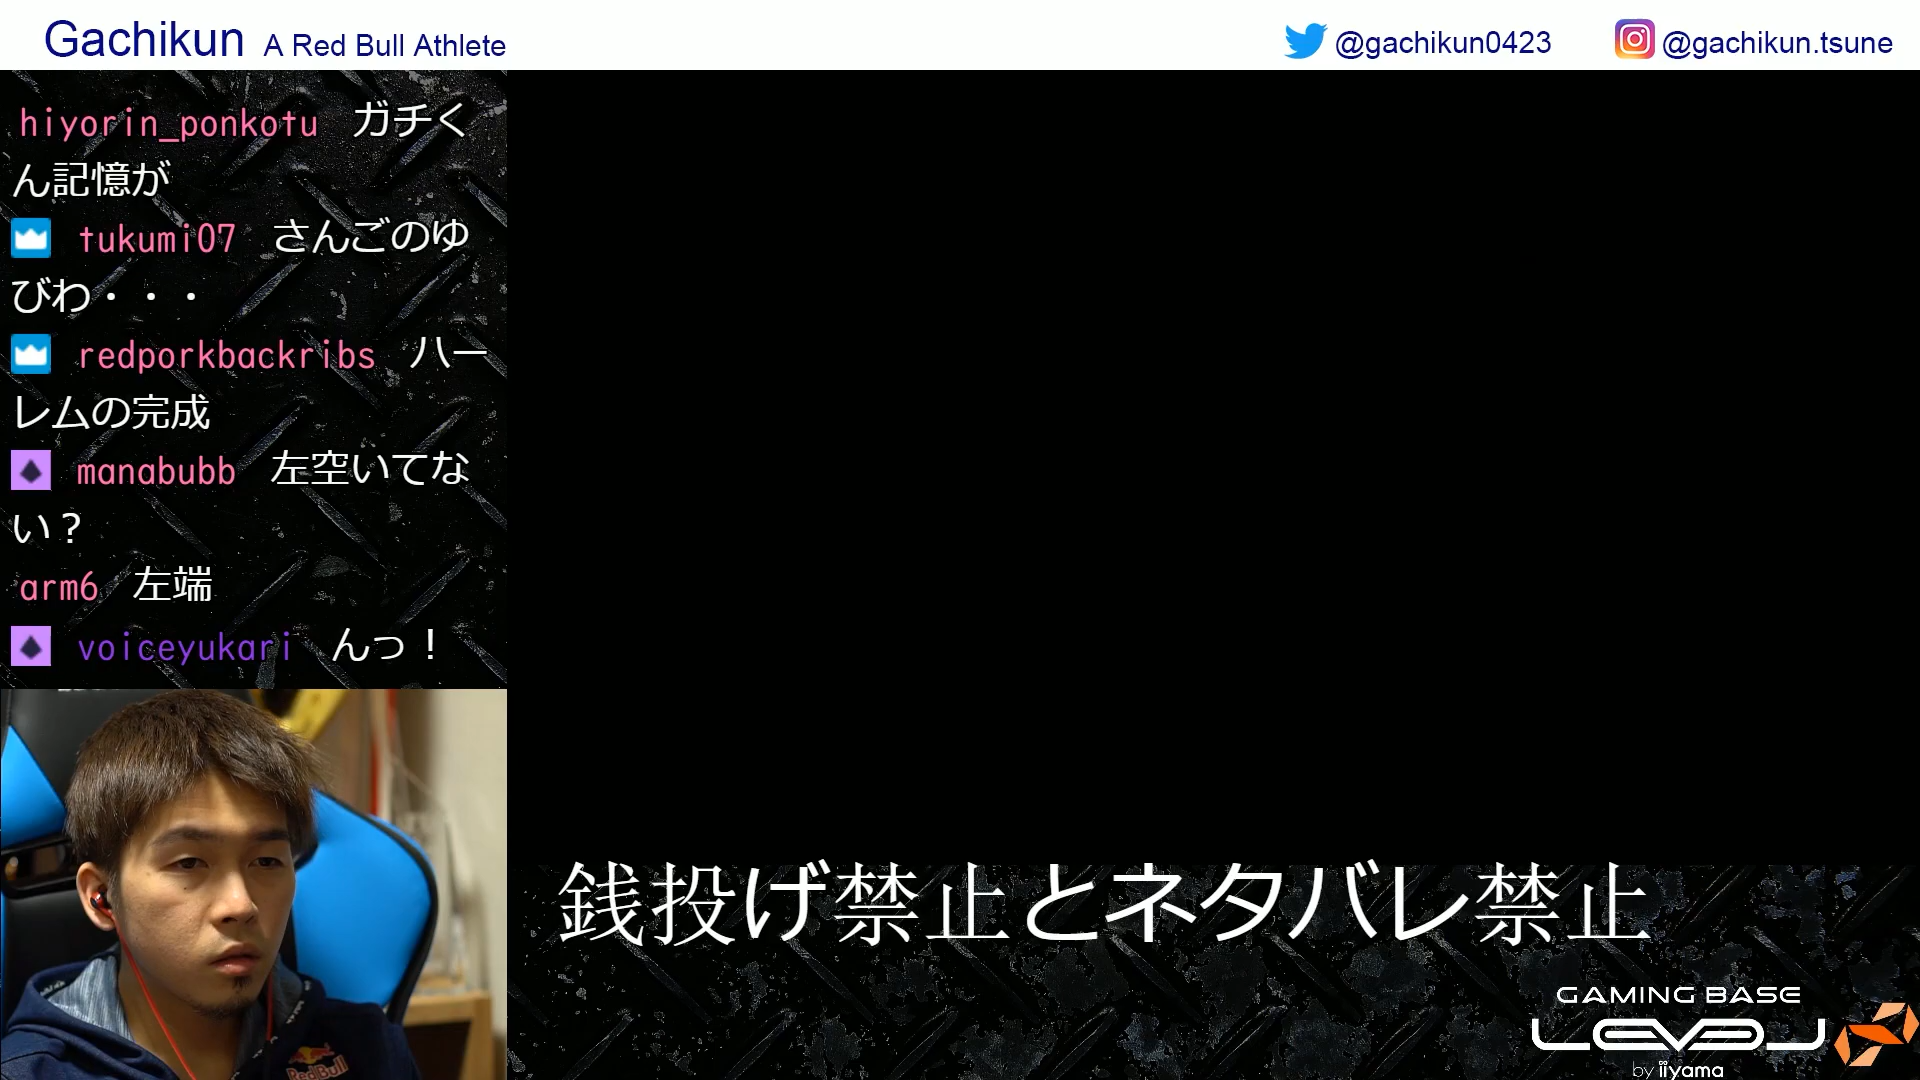 Gachikun A Red Bull Athlete
@gachikun0423 @gachikun.tsune
hiyorin_ponkotu ガチく
ん記憶が
tukumi07 さんごのゆ
びわ・・・
redporkbackribs ハー
レムの完成
manabubb 左空いてな
い？
arm6 左端
voiceyukari んっ！
銭投げ禁止とネタバレ禁止
GAMING BASE
LEVEL
by iiyama
Red Bull